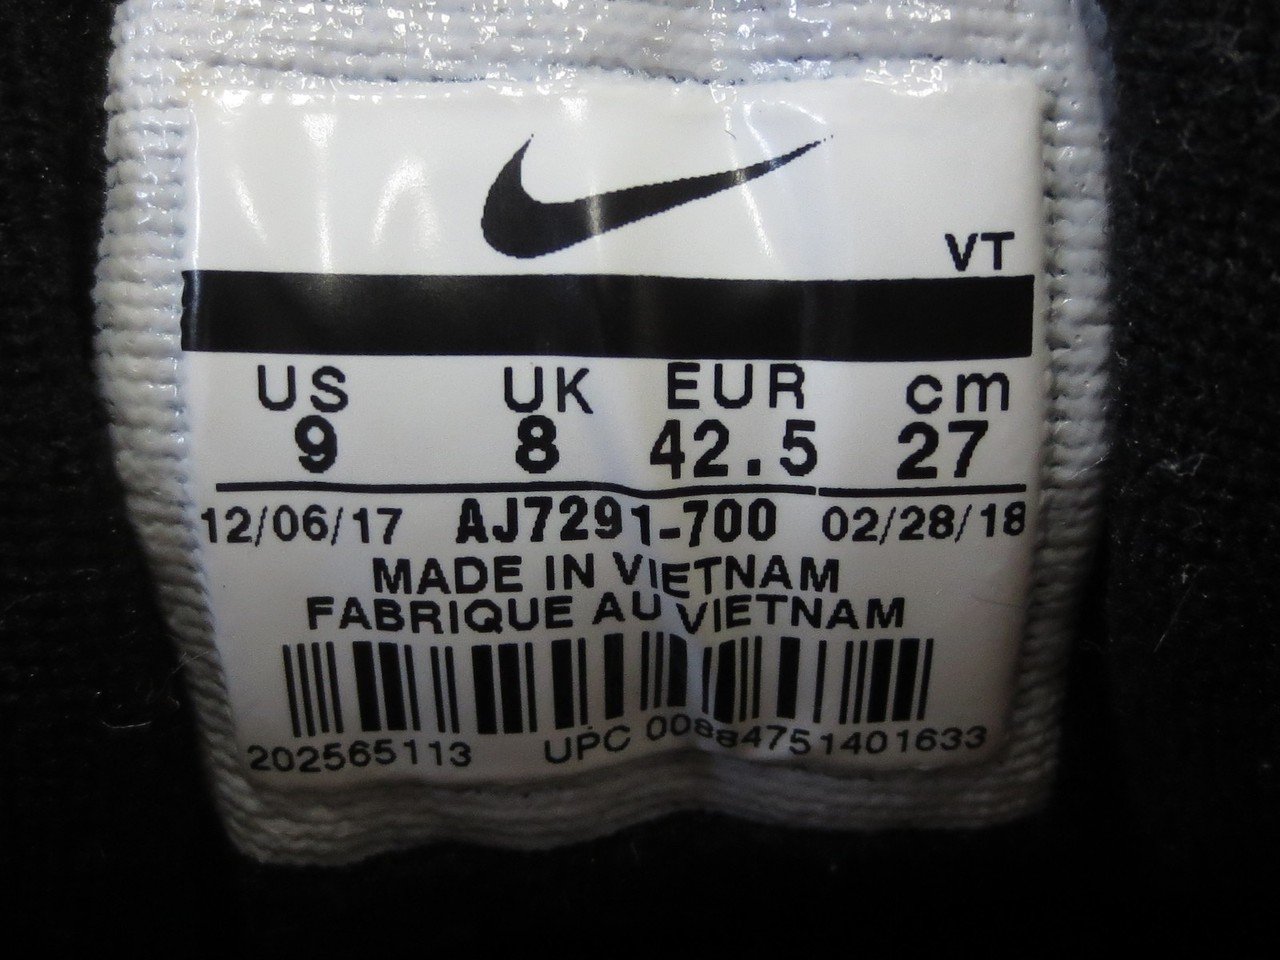 VT
US UK EUR cm
9 8 42.5 27
12/06/17 AJ7291-700 02/28/18
MADE IN VIETNAM
FABRIQUE AU VIETNAM
202565113 UPC 00884751401633